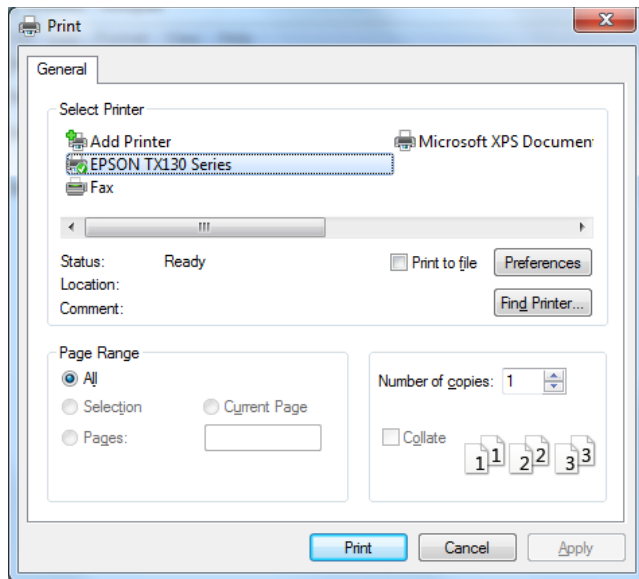 Print
General
Select Printer
Add Printer
Microsoft XPS Documen
EPSON TX130 Series
Fax
Status: Ready
Print to file
Preferences
Location:
Comment:
Find Printer...
Page Range
All
Selection
Current Page
Pages:
Number of copies: 1
Collate
1 1 2 2 3 3
Print
Cancel
Apply